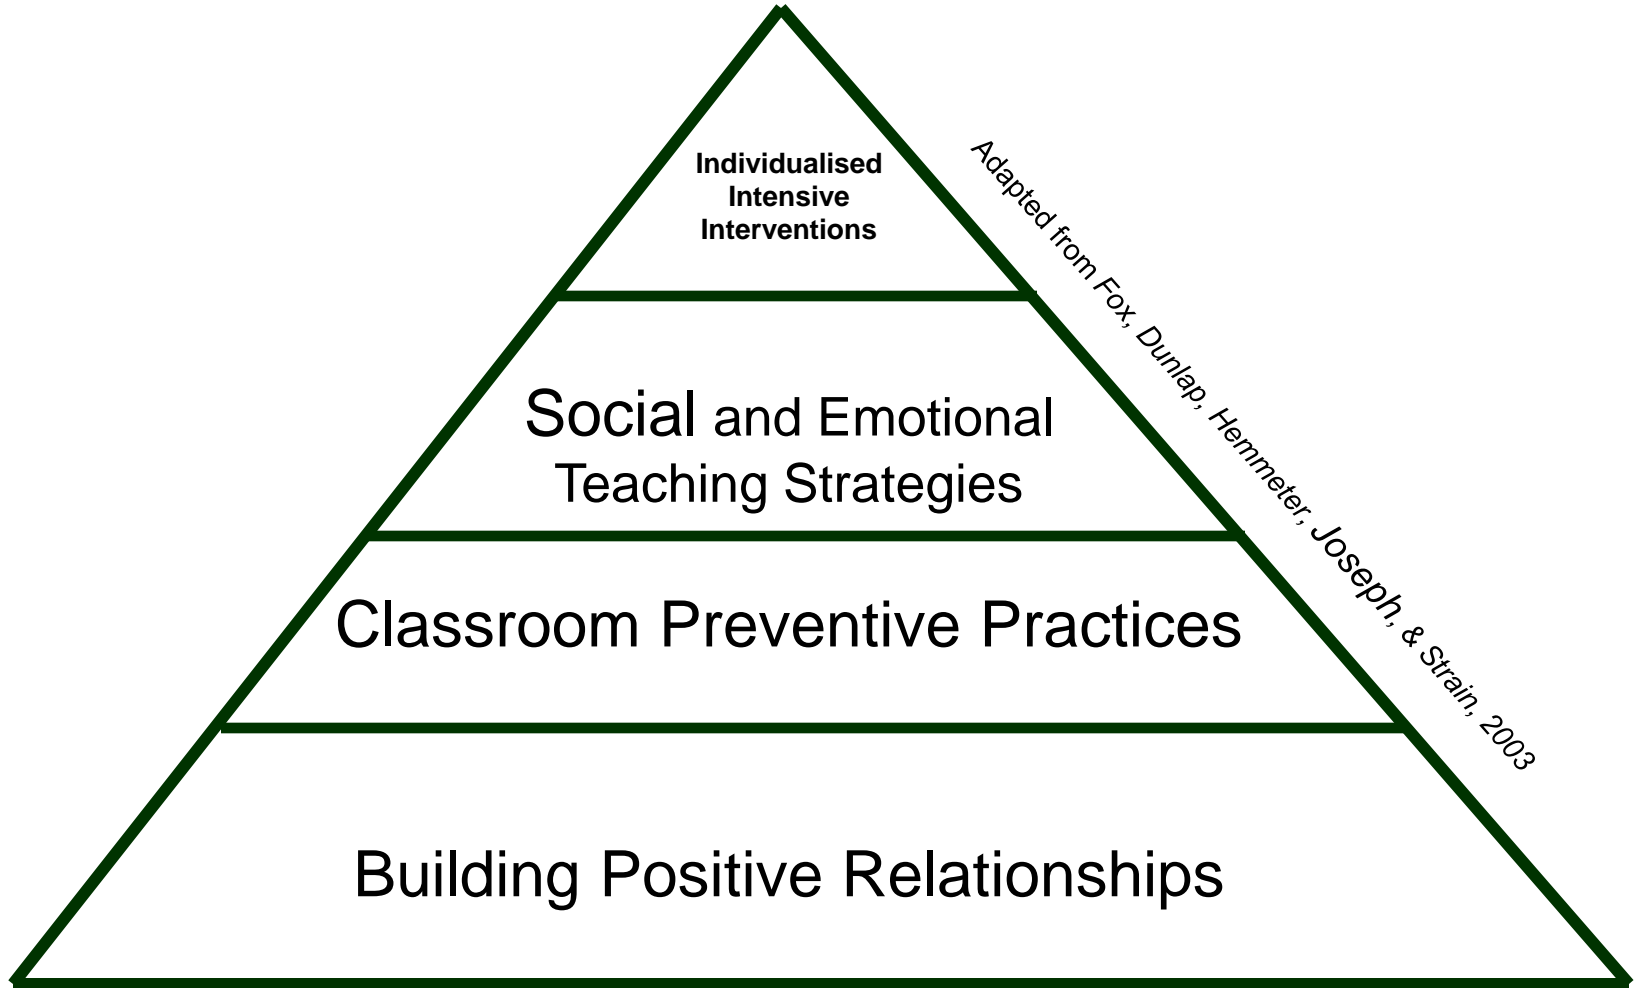 Individualised
Intensive
Interventions
Social and Emotional
Teaching Strategies
Classroom Preventive Practices
Building Positive Relationships
Adapted from Fox, Dunlap, Hemmeter, Joseph, & Strain, 2003